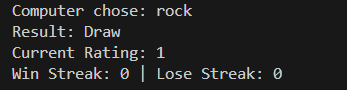 Computer chose: rock
Result: Draw
Current Rating: 1
Win Streak: 0 | Lose Streak: 0